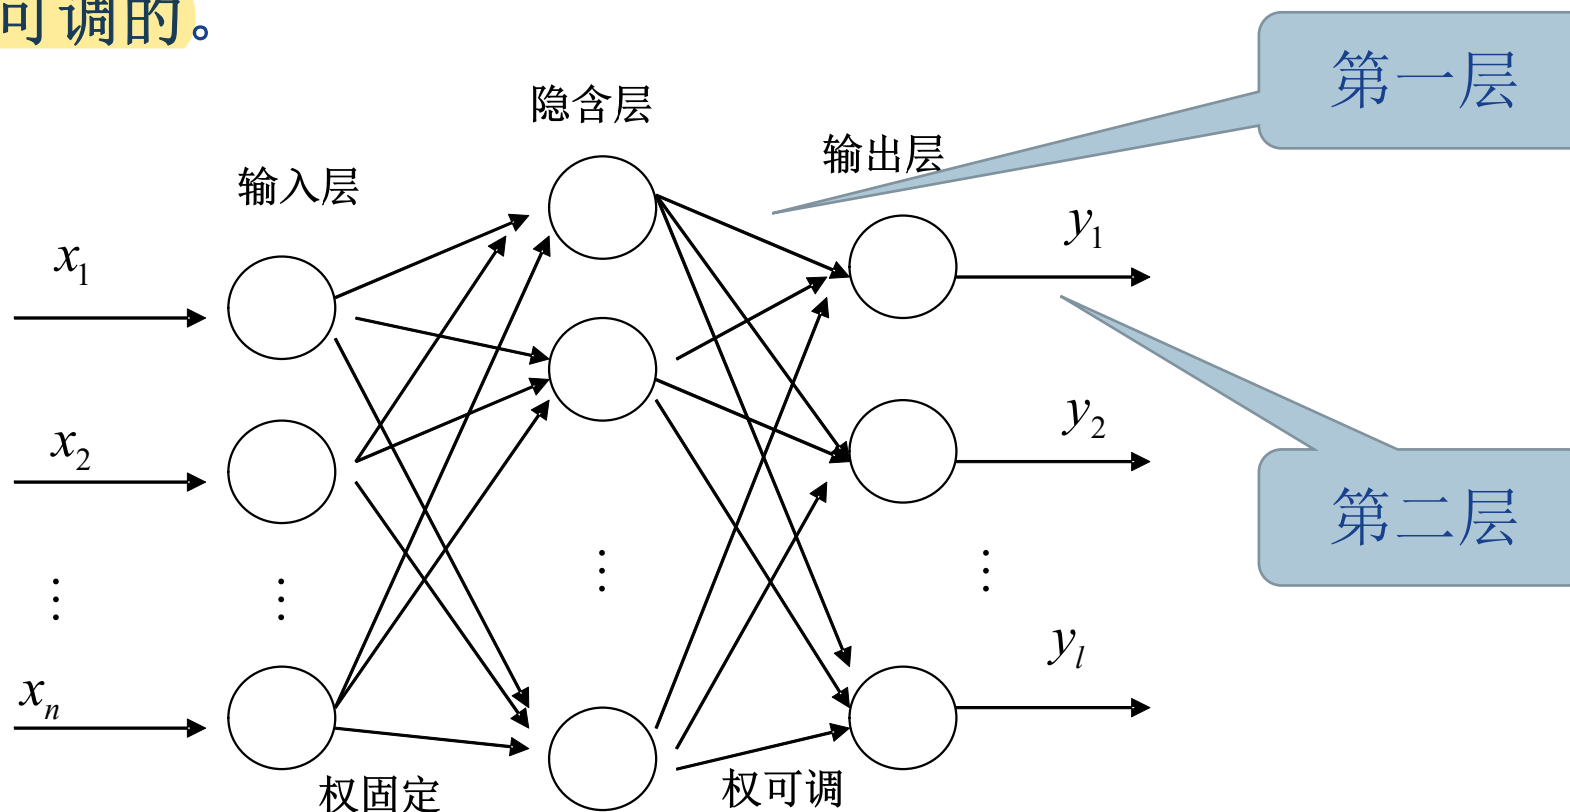 可调的。
第一层
隐含层
输出层
输入层
y₁
x₁
y₂
x₂
第二层
⋮
⋮
⋮
⋮
yₗ
xₙ
权固定
权可调